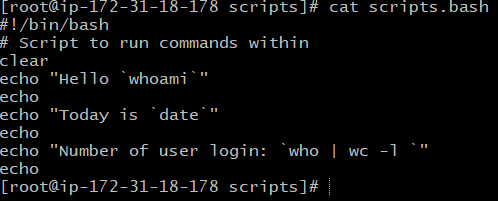 [root@ip-172-31-18-178 scripts]# cat scripts.bash
#!/bin/bash
# Script to run commands within
clear
echo "Hello `whoami`"
echo
echo "Today is `date`"
echo
echo "Number of user login: `who | wc -l `"
echo
[root@ip-172-31-18-178 scripts]#